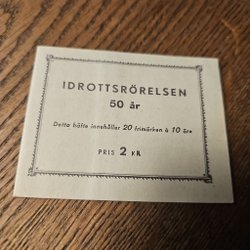 IDROTTSRÖRELSEN
50 år
Detta häfte innehåller 20 frimärken à 10 öre
PRIS 2 KR